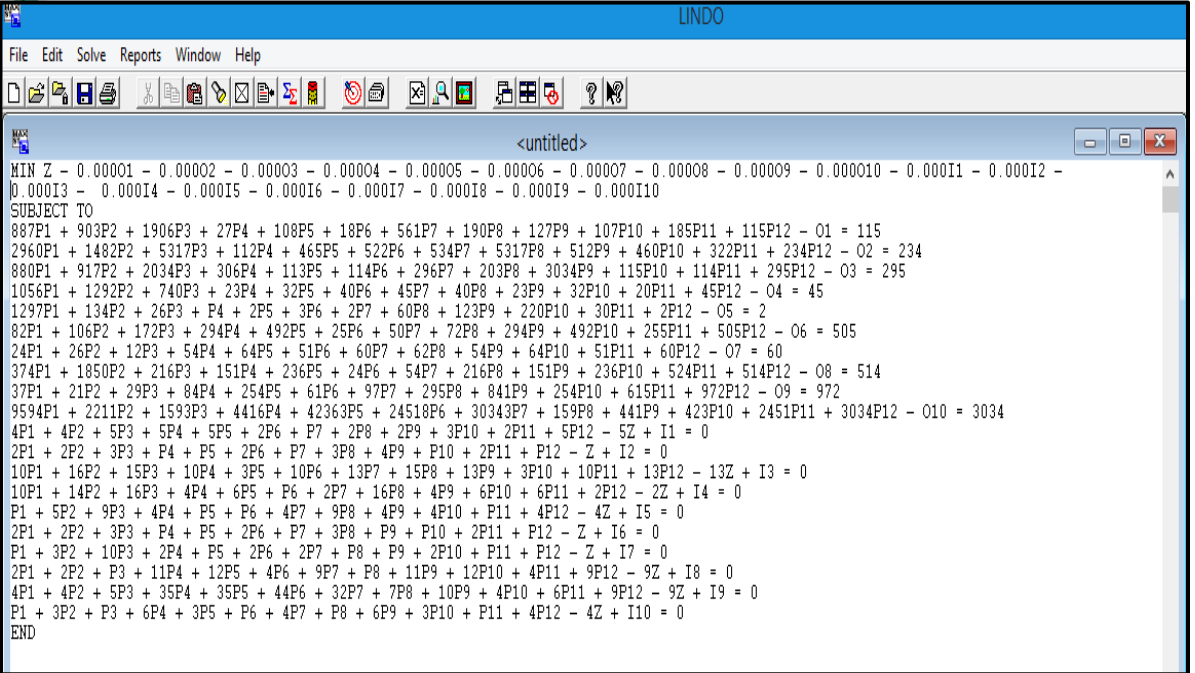 LINDO
File Edit Solve Reports Window Help
<untitled>
MIN Z - 0.000O1 - 0.000O2 - 0.000O3 - 0.000O4 - 0.000O5 - 0.000O6 - 0.000O7 - 0.000O8 - 0.000O9 - 0.000O10 - 0.000I1 - 0.000I2 -
0.000I3 - 0.000I4 - 0.000I5 - 0.000I6 - 0.000I7 - 0.000I8 - 0.000I9 - 0.000I10
SUBJECT TO
887P1 + 903P2 + 1906P3 + 27P4 + 108P5 + 18P6 + 561P7 + 190P8 + 127P9 + 107P10 + 185P11 + 115P12 - O1 = 115
2960P1 + 1482P2 + 5317P3 + 112P4 + 465P5 + 522P6 + 534P7 + 5317P8 + 512P9 + 460P10 + 322P11 + 234P12 - O2 = 234
880P1 + 917P2 + 2034P3 + 306P4 + 113P5 + 114P6 + 296P7 + 203P8 + 3034P9 + 115P10 + 114P11 + 295P12 - O3 = 295
1056P1 + 1292P2 + 740P3 + 23P4 + 32P5 + 40P6 + 45P7 + 40P8 + 23P9 + 32P10 + 20P11 + 45P12 - O4 = 45
1297P1 + 134P2 + 26P3 + P4 + 2P5 + 3P6 + 2P7 + 60P8 + 123P9 + 220P10 + 30P11 + 2P12 - O5 = 2
82P1 + 106P2 + 172P3 + 294P4 + 492P5 + 25P6 + 50P7 + 72P8 + 294P9 + 492P10 + 255P11 + 505P12 - O6 = 505
24P1 + 26P2 + 12P3 + 54P4 + 64P5 + 51P6 + 60P7 + 62P8 + 54P9 + 64P10 + 51P11 + 60P12 - O7 = 60
374P1 + 1850P2 + 216P3 + 151P4 + 236P5 + 24P6 + 54P7 + 216P8 + 151P9 + 236P10 + 524P11 + 514P12 - O8 = 514
37P1 + 21P2 + 29P3 + 84P4 + 254P5 + 61P6 + 97P7 + 295P8 + 841P9 + 254P10 + 615P11 + 972P12 - O9 = 972
9594P1 + 2211P2 + 1593P3 + 4416P4 + 42363P5 + 24518P6 + 30343P7 + 159P8 + 441P9 + 423P10 + 2451P11 + 3034P12 - O10 = 3034
4P1 + 4P2 + 5P3 + 5P4 + 5P5 + 2P6 + P7 + 2P8 + 2P9 + 3P10 + 2P11 + 5P12 - 5Z + I1 = 0
2P1 + 2P2 + 3P3 + P4 + P5 + 2P6 + P7 + 3P8 + 4P9 + P10 + 2P11 + P12 - Z + I2 = 0
10P1 + 16P2 + 15P3 + 10P4 + 3P5 + 10P6 + 13P7 + 15P8 + 13P9 + 3P10 + 10P11 + 13P12 - 13Z + I3 = 0
10P1 + 14P2 + 16P3 + 4P4 + 6P5 + P6 + 2P7 + 16P8 + 4P9 + 6P10 + 6P11 + 2P12 - 2Z + I4 = 0
P1 + 5P2 + 9P3 + 4P4 + P5 + P6 + 4P7 + 9P8 + 4P9 + 4P10 + P11 + 4P12 - 4Z + I5 = 0
2P1 + 2P2 + 3P3 + P4 + P5 + 2P6 + P7 + 3P8 + P9 + P10 + 2P11 + P12 - Z + I6 = 0
P1 + 3P2 + 10P3 + 2P4 + P5 + 2P6 + 2P7 + P8 + P9 + 2P10 + P11 + P12 - Z + I7 = 0
2P1 + 2P2 + P3 + 11P4 + 12P5 + 4P6 + 9P7 + P8 + 11P9 + 12P10 + 4P11 + 9P12 - 9Z + I8 = 0
4P1 + 4P2 + 5P3 + 35P4 + 35P5 + 44P6 + 32P7 + 7P8 + 10P9 + 4P10 + 6P11 + 9P12 - 9Z + I9 = 0
P1 + 3P2 + P3 + 6P4 + 3P5 + P6 + 4P7 + P8 + 6P9 + 3P10 + P11 + 4P12 - 4Z + I10 = 0
END